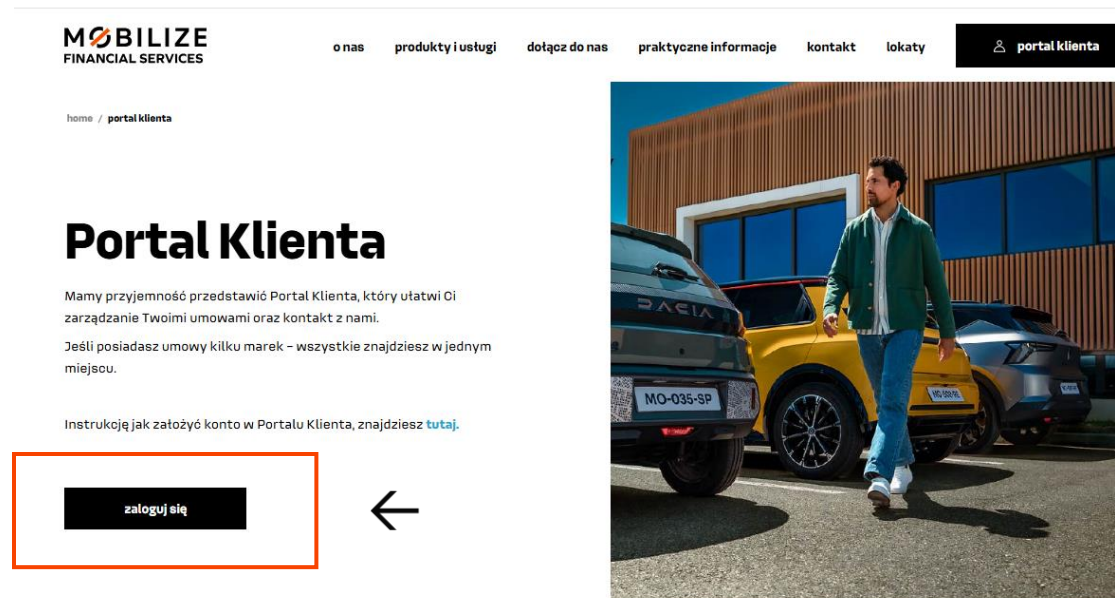 MOBILIZE
FINANCIAL SERVICES
o nas
produkty i usługi
dołącz do nas
praktyczne informacje
kontakt
lokaty
portal klienta
home / portal klienta
Portal Klienta
Mamy przyjemność przedstawić Portal Klienta, który ułatwi Ci
zarządzanie Twoimi umowami oraz kontakt z nami.
Jeśli posiadasz umowy kilku marek – wszystkie znajdziesz w jednym
miejscu.
Instrukcję jak założyć konto w Portalu Klienta, znajdziesz tutaj.
zaloguj się
DACIA
MO-035-SP